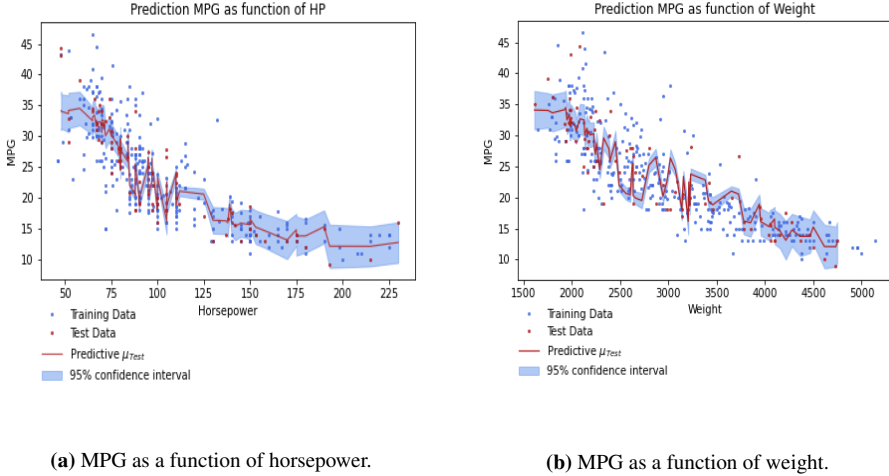 Prediction MPG as function of HP
MPG
45
40
35
30
25
20
15
10
50 75 100 125 150 175 200 225
Horsepower
Training Data
Test Data
Predictive μTest
95% confidence interval
(a) MPG as a function of horsepower.
Prediction MPG as function of Weight
MPG
45
40
35
30
25
20
15
10
1500 2000 2500 3000 3500 4000 4500 5000
Weight
Training Data
Test Data
Predictive μTest
95% confidence interval
(b) MPG as a function of weight.